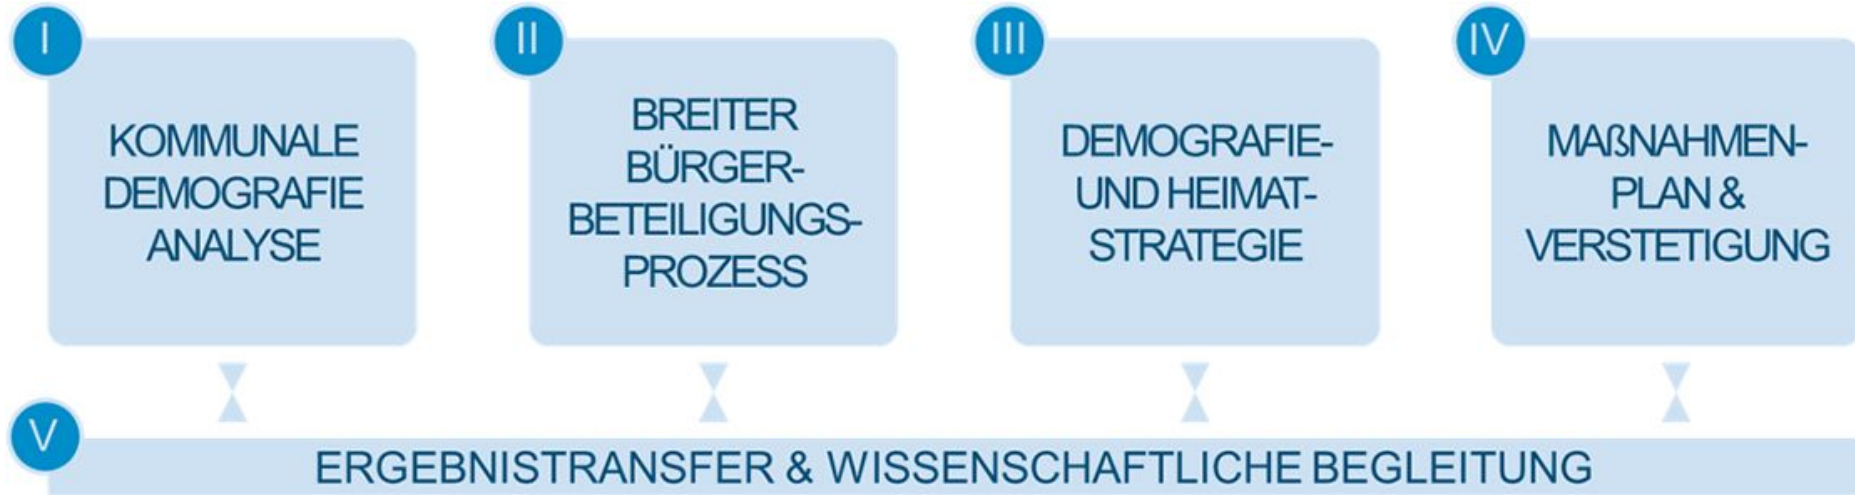 I
KOMMUNALE
DEMOGRAFIE
ANALYSE
II
BREITER
BÜRGER-
BETEILIGUNGS-
PROZESS
III
DEMOGRAFIE-
UND HEIMAT-
STRATEGIE
IV
MAßNAHMEN-
PLAN &
VERSTETIGUNG
V
ERGEBNISTRANSFER & WISSENSCHAFTLICHE BEGLEITUNG